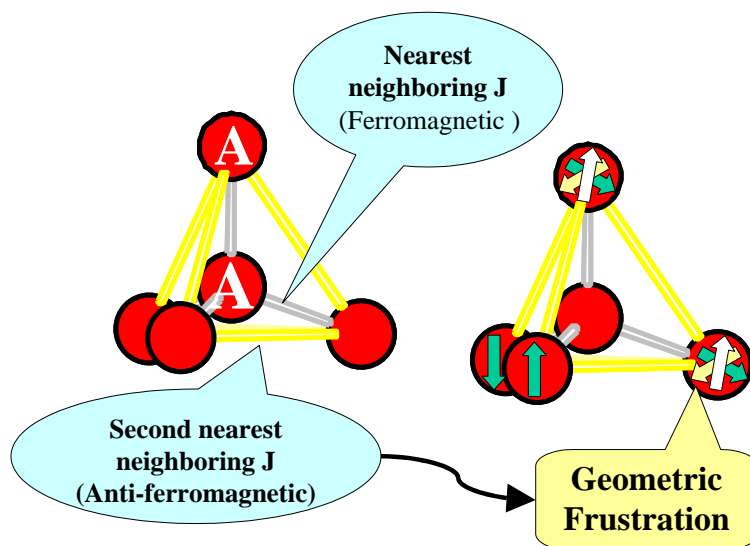 Nearest
neighboring J
(Ferromagnetic )
A
A
Second nearest
neighboring J
(Anti-ferromagnetic)
Geometric
Frustration